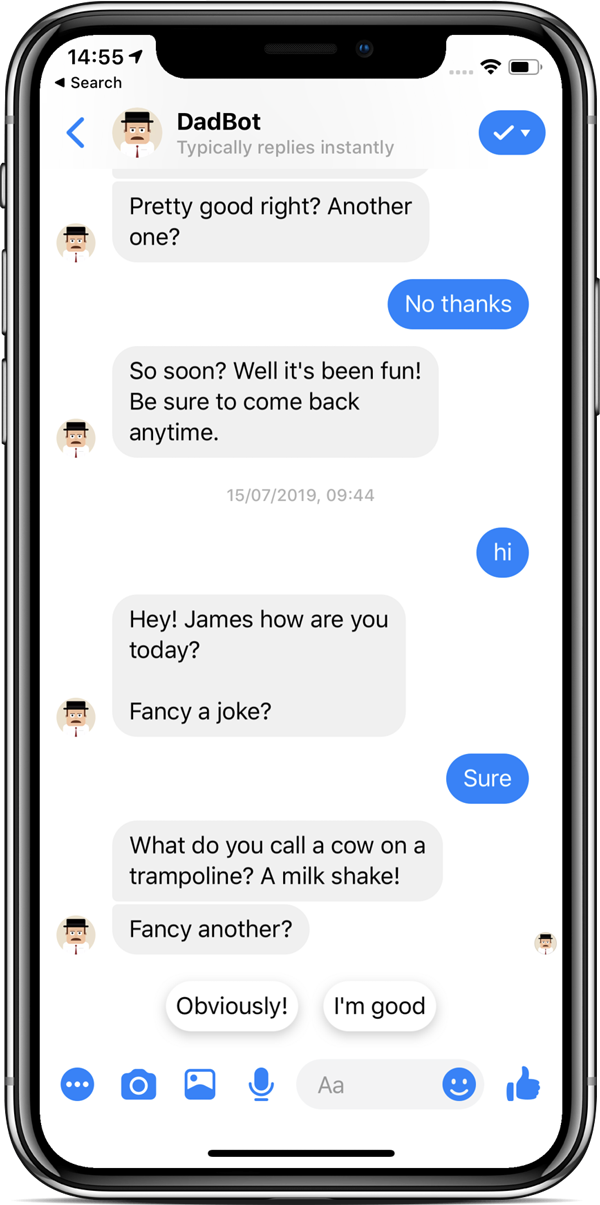 14:55
Search
DadBot
Typically replies instantly
Pretty good right? Another
one?
No thanks
So soon? Well it's been fun!
Be sure to come back
anytime.
15/07/2019, 09:44
hi
Hey! James how are you
today?
Fancy a joke?
Sure
What do you call a cow on a
trampoline? A milk shake!
Fancy another?
Obviously! I'm good
Aa